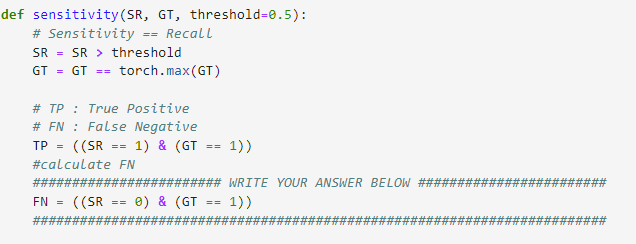 def sensitivity(SR, GT, threshold=0.5):
    # Sensitivity == Recall
    SR = SR > threshold
    GT = GT == torch.max(GT)

    # TP : True Positive
    # FN : False Negative
    TP = ((SR == 1) & (GT == 1))
    #calculate FN
    ######################## WRITE YOUR ANSWER BELOW ########################
    FN = ((SR == 0) & (GT == 1))
    #########################################################################